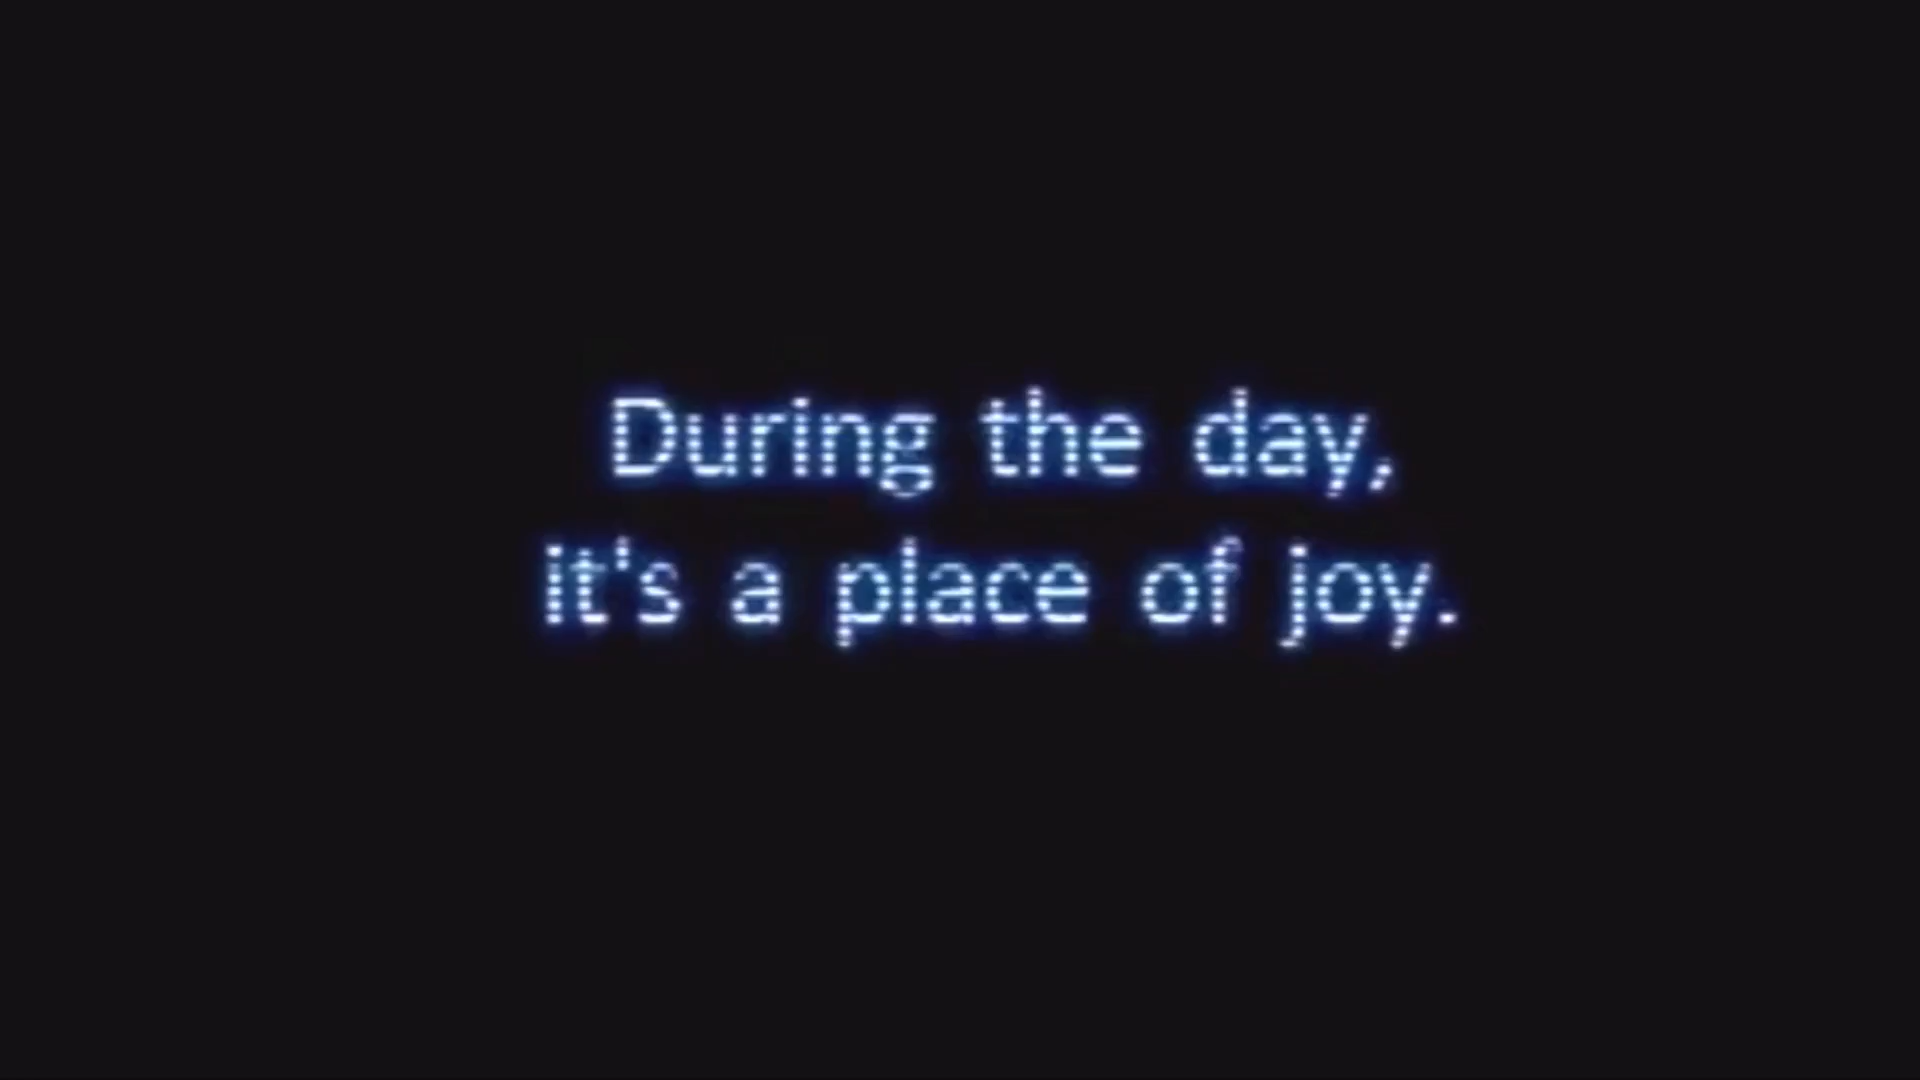 During the day,
it's a place of joy.